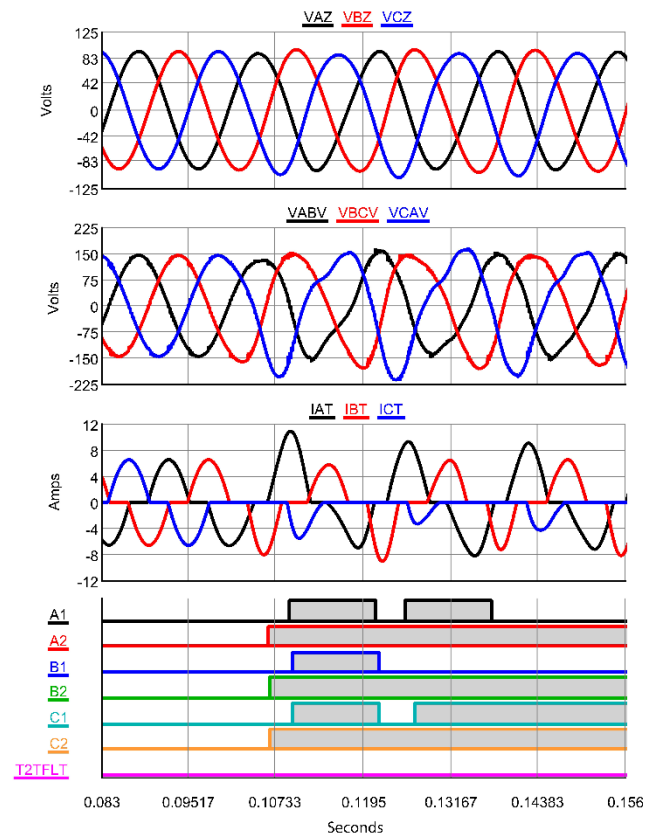 VAZ VBZ VCZ
125
83
42
0
-42
-83
-125
Volts
VABV VBCV VCAV
225
150
75
0
-75
-150
-225
Volts
IAT IBT ICT
12
8
4
0
-4
-8
-12
Amps
A1
A2
B1
B2
C1
C2
T2TFLT
0.083 0.09517 0.10733 0.1195 0.13167 0.14383 0.156
Seconds